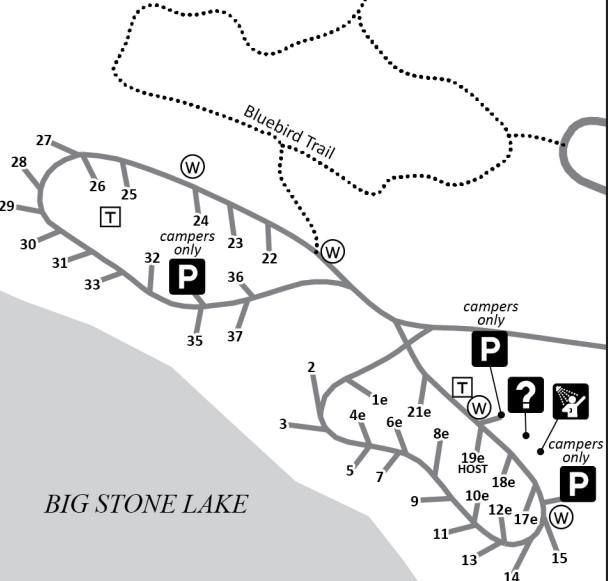 Bluebird Trail
27
28
26
25
W
29
T
24
23
22
W
30
campers
only
P
31
32
33
36
35
37
campers
only
P
2
T
W
?
1e
3
4e
6e
21e
8e
campers
only
P
5
7
19e
HOST
18e
9
10e
12e
17e
W
11
13
14
15
BIG STONE LAKE